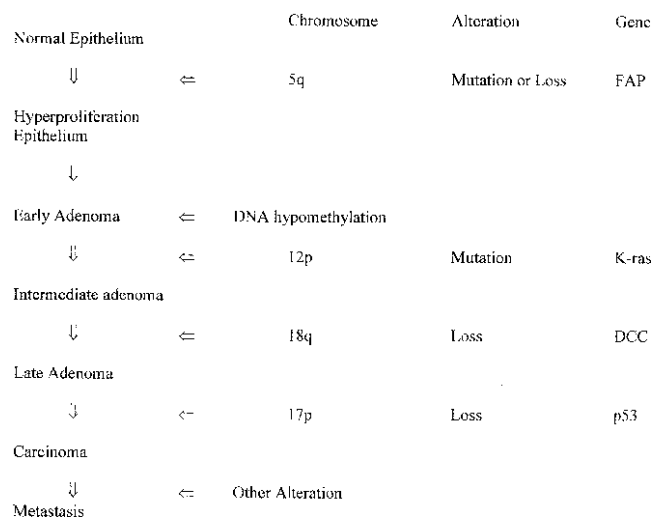 Chromosome Alteration Gene
Normal Epithelium
⇓ ⇐ 5q Mutation or Loss FAP
Hyperproliferation
Epithelium
↓
Early Adenoma ⇐ DNA hypomethylation
⇓ ⇐ 12p Mutation K-ras
Intermediate adenoma
⇓ ⇐ 18q Loss DCC
Late Adenoma
⇓ ⇐ 17p Loss p53
Carcinoma
⇓ ⇐ Other Alteration
Metastasis